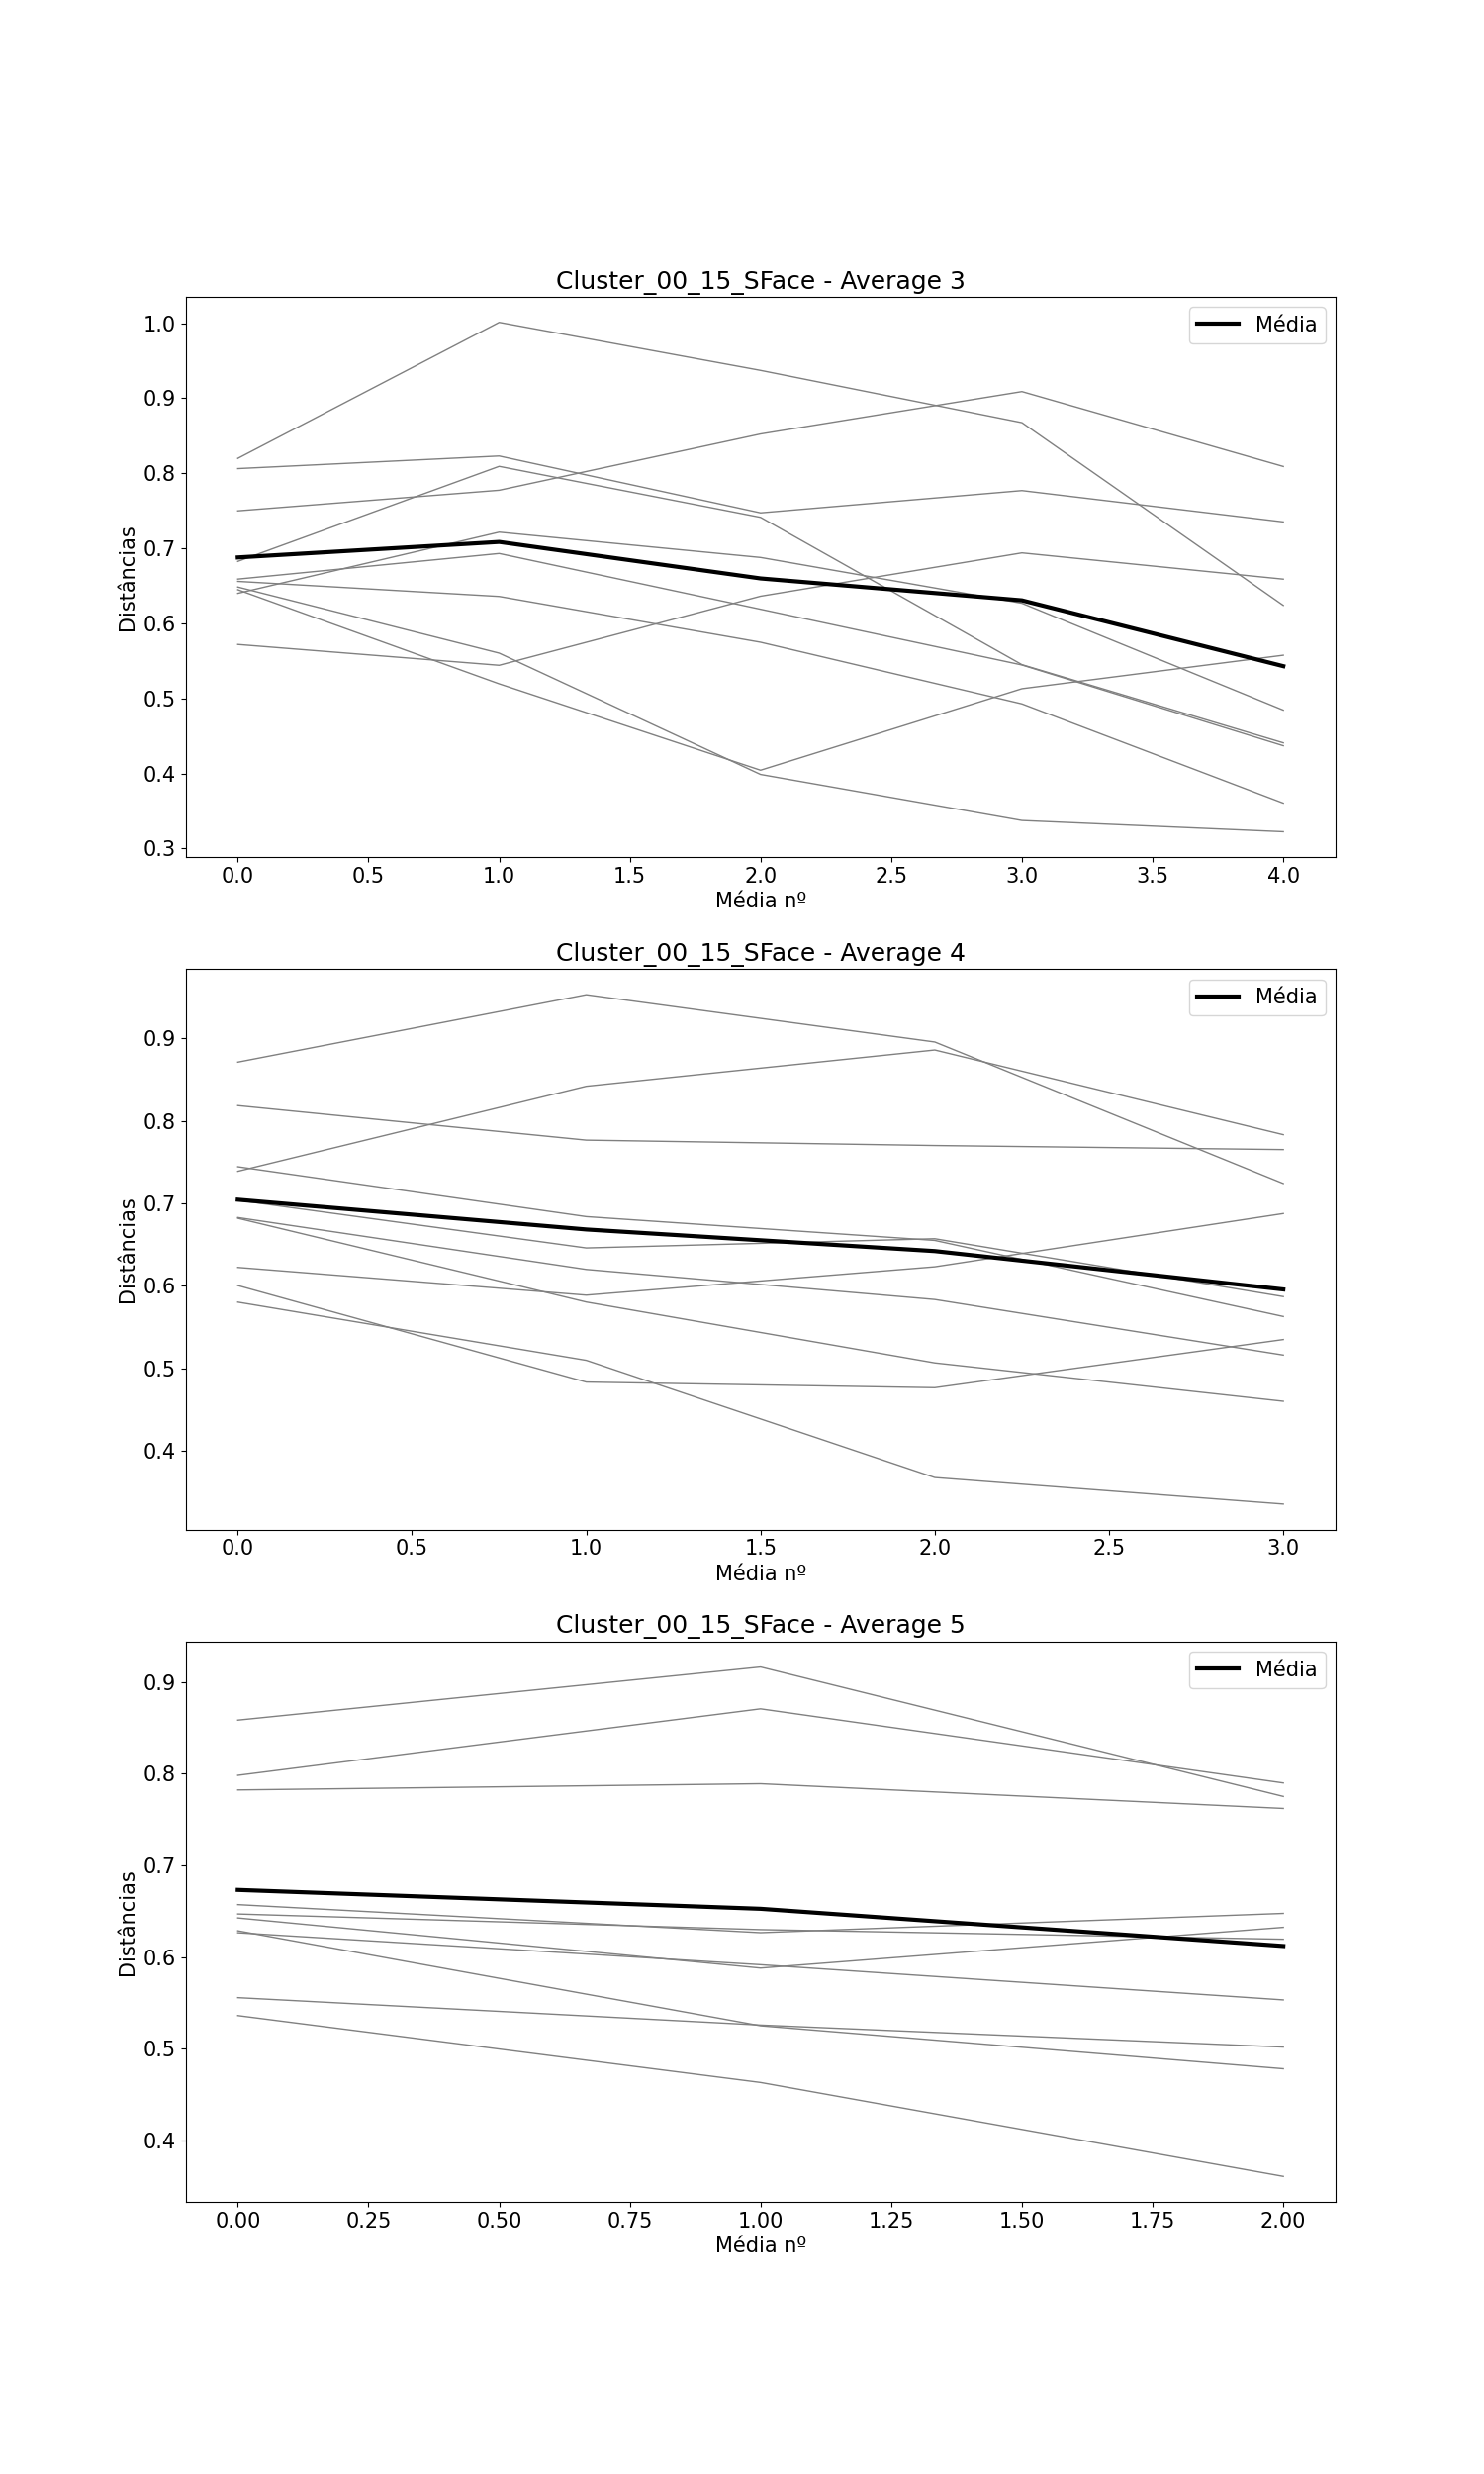 Cluster_00_15_SFace - Average 3
Média
Distâncias
1.0
0.9
0.8
0.7
0.6
0.5
0.4
0.3
0.0 0.5 1.0 1.5 2.0 2.5 3.0 3.5 4.0
Média nº
Cluster_00_15_SFace - Average 4
Média
Distâncias
0.9
0.8
0.7
0.6
0.5
0.4
0.0 0.5 1.0 1.5 2.0 2.5 3.0
Média nº
Cluster_00_15_SFace - Average 5
Média
Distâncias
0.9
0.8
0.7
0.6
0.5
0.4
0.00 0.25 0.50 0.75 1.00 1.25 1.50 1.75 2.00
Média nº